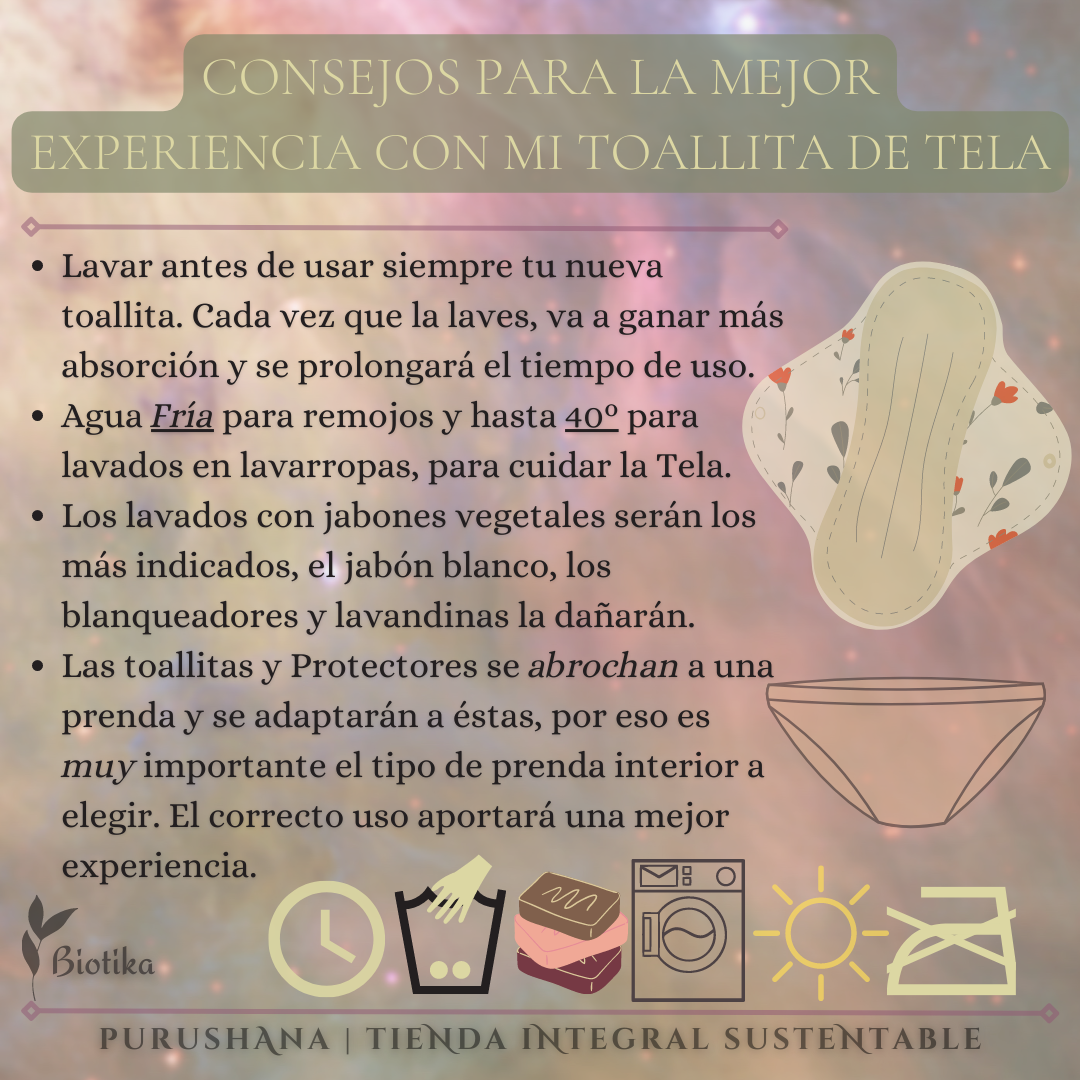 CONSEJOS PARA LA MEJOR
EXPERIENCIA CON MI TOALLITA DE TELA
• Lavar antes de usar siempre tu nueva
toallita. Cada vez que la laves, va a ganar más
absorción y se prolongará el tiempo de uso.
• Agua Fría para remojos y hasta 40º para
lavados en lavarropas, para cuidar la Tela.
• Los lavados con jabones vegetales serán los
más indicados, el jabón blanco, los
blanqueadores y lavandinas la dañarán.
• Las toallitas y Protectores se abrochan a una
prenda y se adaptarán a éstas, por eso es
muy importante el tipo de prenda interior a
elegir. El correcto uso aportará una mejor
experiencia.
Biotika
PURUSHANA | TIENDA INTEGRAL SUSTENTABLE